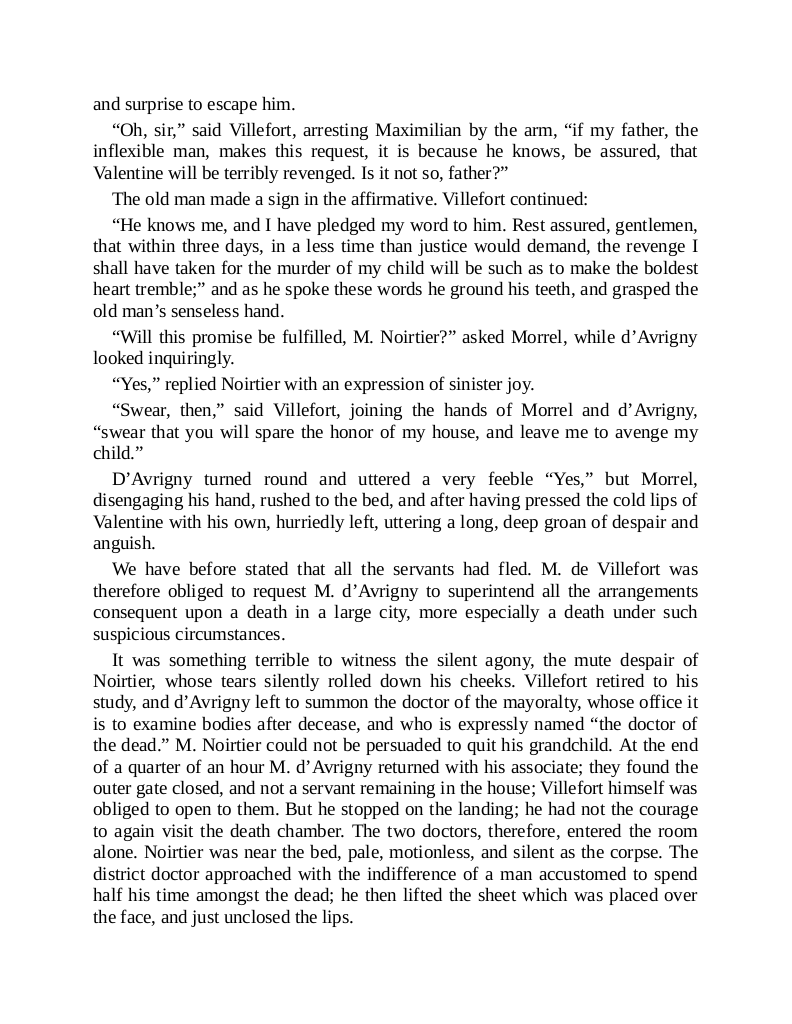 and surprise to escape him.
“Oh, sir,” said Villefort, arresting Maximilian by the arm, “if my father, the
inflexible man, makes this request, it is because he knows, be assured, that
Valentine will be terribly revenged. Is it not so, father?”
The old man made a sign in the affirmative. Villefort continued:
“He knows me, and I have pledged my word to him. Rest assured, gentlemen,
that within three days, in a less time than justice would demand, the revenge I
shall have taken for the murder of my child will be such as to make the boldest
heart tremble;” and as he spoke these words he ground his teeth, and grasped the
old man’s senseless hand.
“Will this promise be fulfilled, M. Noirtier?” asked Morrel, while d’Avrigny
looked inquiringly.
“Yes,” replied Noirtier with an expression of sinister joy.
“Swear, then,” said Villefort, joining the hands of Morrel and d’Avrigny,
“swear that you will spare the honor of my house, and leave me to avenge my
child.”
D’Avrigny turned round and uttered a very feeble “Yes,” but Morrel,
disengaging his hand, rushed to the bed, and after having pressed the cold lips of
Valentine with his own, hurriedly left, uttering a long, deep groan of despair and
anguish.
We have before stated that all the servants had fled. M. de Villefort was
therefore obliged to request M. d’Avrigny to superintend all the arrangements
consequent upon a death in a large city, more especially a death under such
suspicious circumstances.
It was something terrible to witness the silent agony, the mute despair of
Noirtier, whose tears silently rolled down his cheeks. Villefort retired to his
study, and d’Avrigny left to summon the doctor of the mayoralty, whose office it
is to examine bodies after decease, and who is expressly named “the doctor of
the dead.” M. Noirtier could not be persuaded to quit his grandchild. At the end
of a quarter of an hour M. d’Avrigny returned with his associate; they found the
outer gate closed, and not a servant remaining in the house; Villefort himself was
obliged to open to them. But he stopped on the landing; he had not the courage
to again visit the death chamber. The two doctors, therefore, entered the room
alone. Noirtier was near the bed, pale, motionless, and silent as the corpse. The
district doctor approached with the indifference of a man accustomed to spend
half his time amongst the dead; he then lifted the sheet which was placed over
the face, and just unclosed the lips.